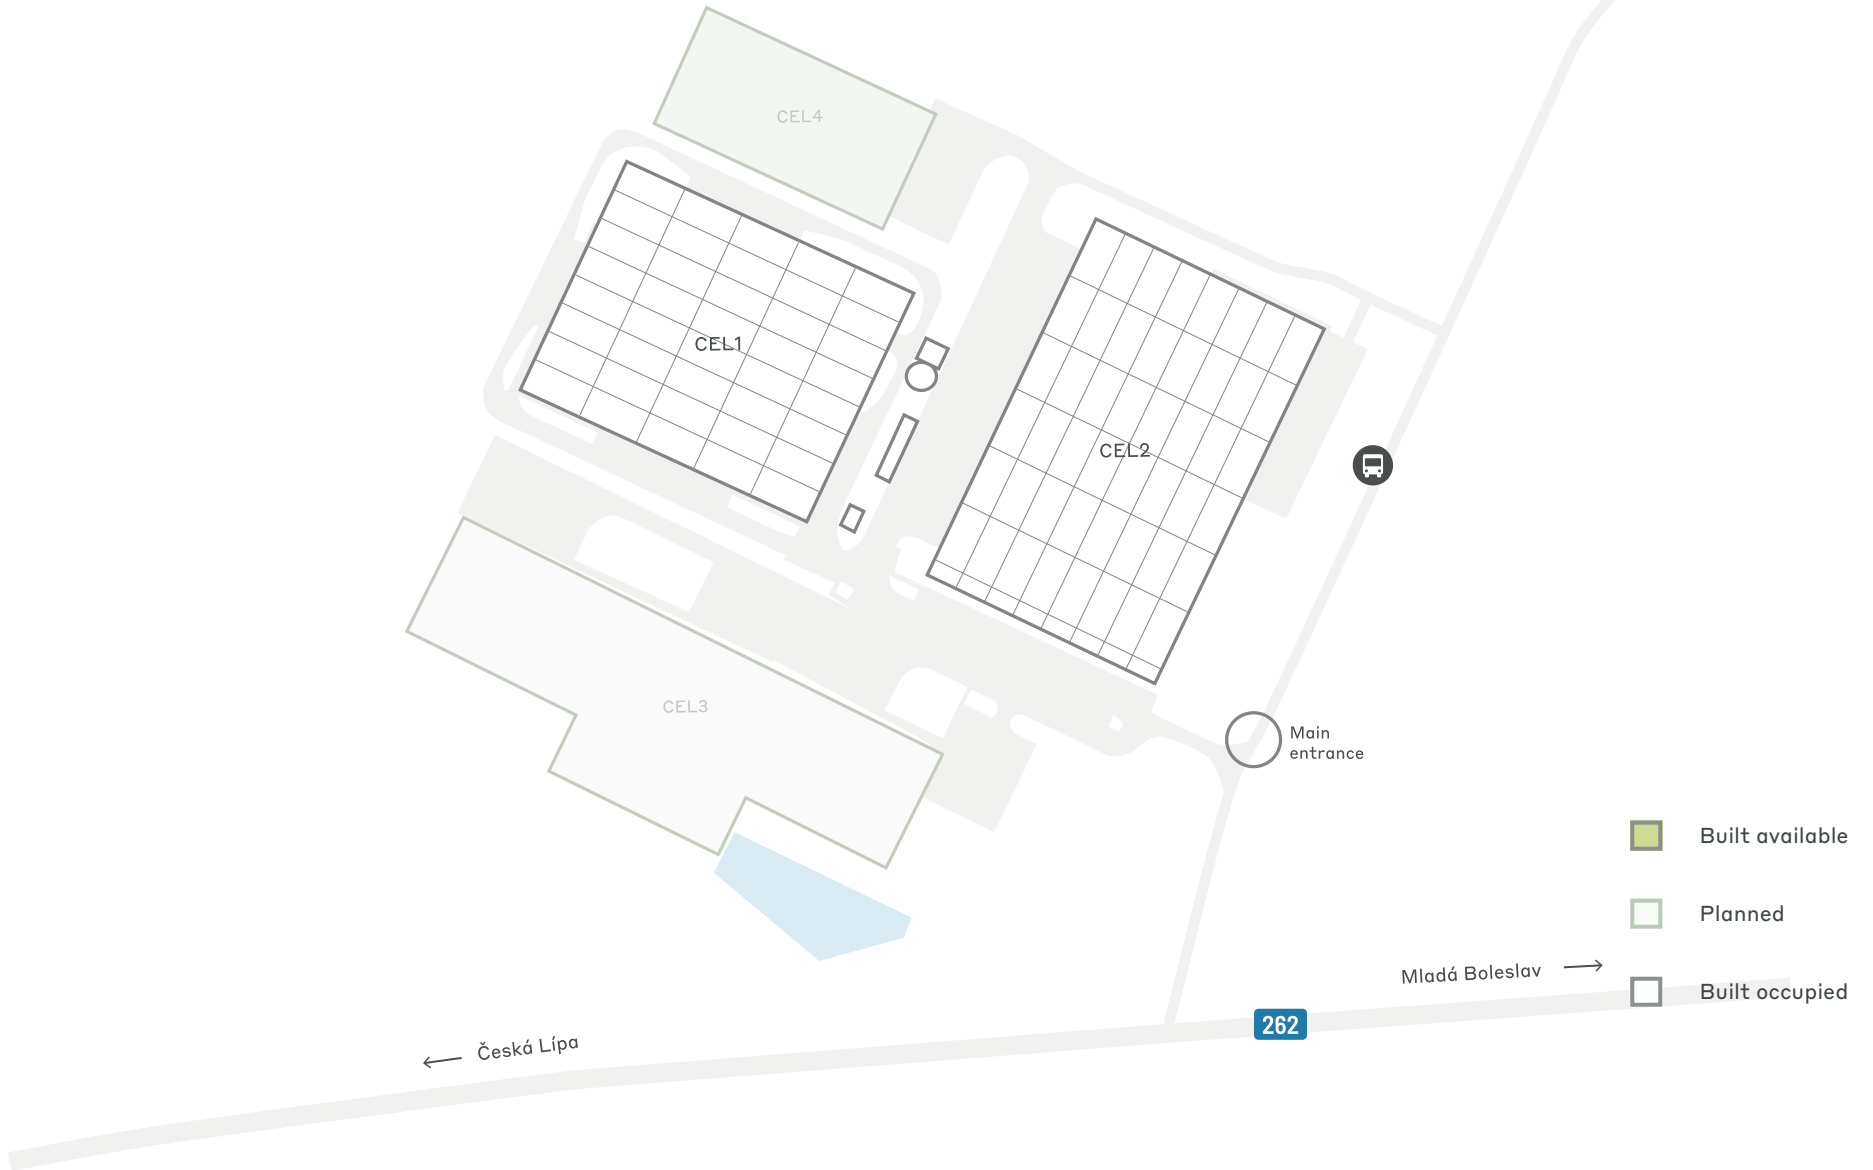 CEL4
CEL1
CEL2
CEL3
Main
entrance
Built available
Planned
Built occupied
Mladá Boleslav
262
Česká Lípa